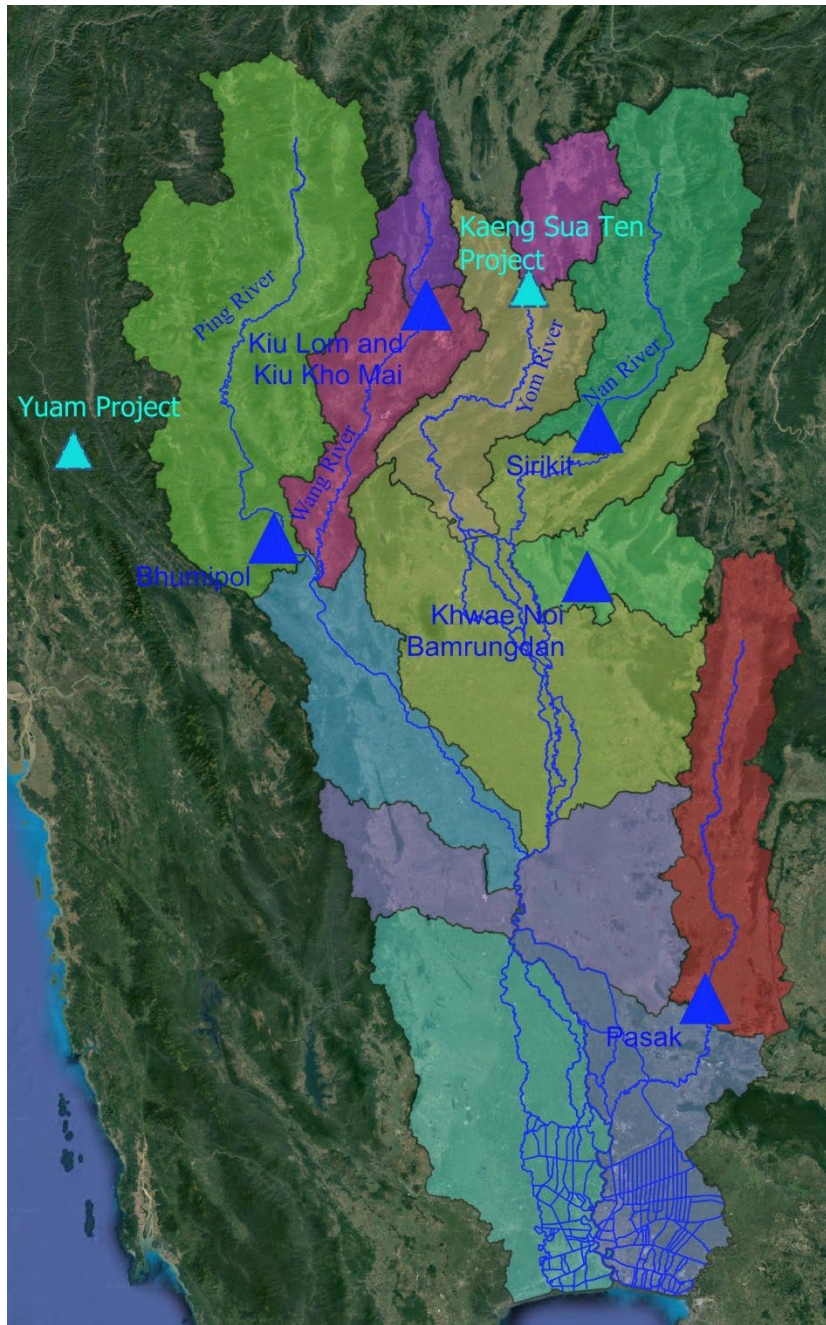 Kaeng Sua Ten
Project
Ping River
Kiu Lom and
Kiu Kho Mai
Yom River
Nan River
Yuam Project
Wang River
Sirikit
Bhumipol
Khwae Noi
Bamrungdan
Pasak